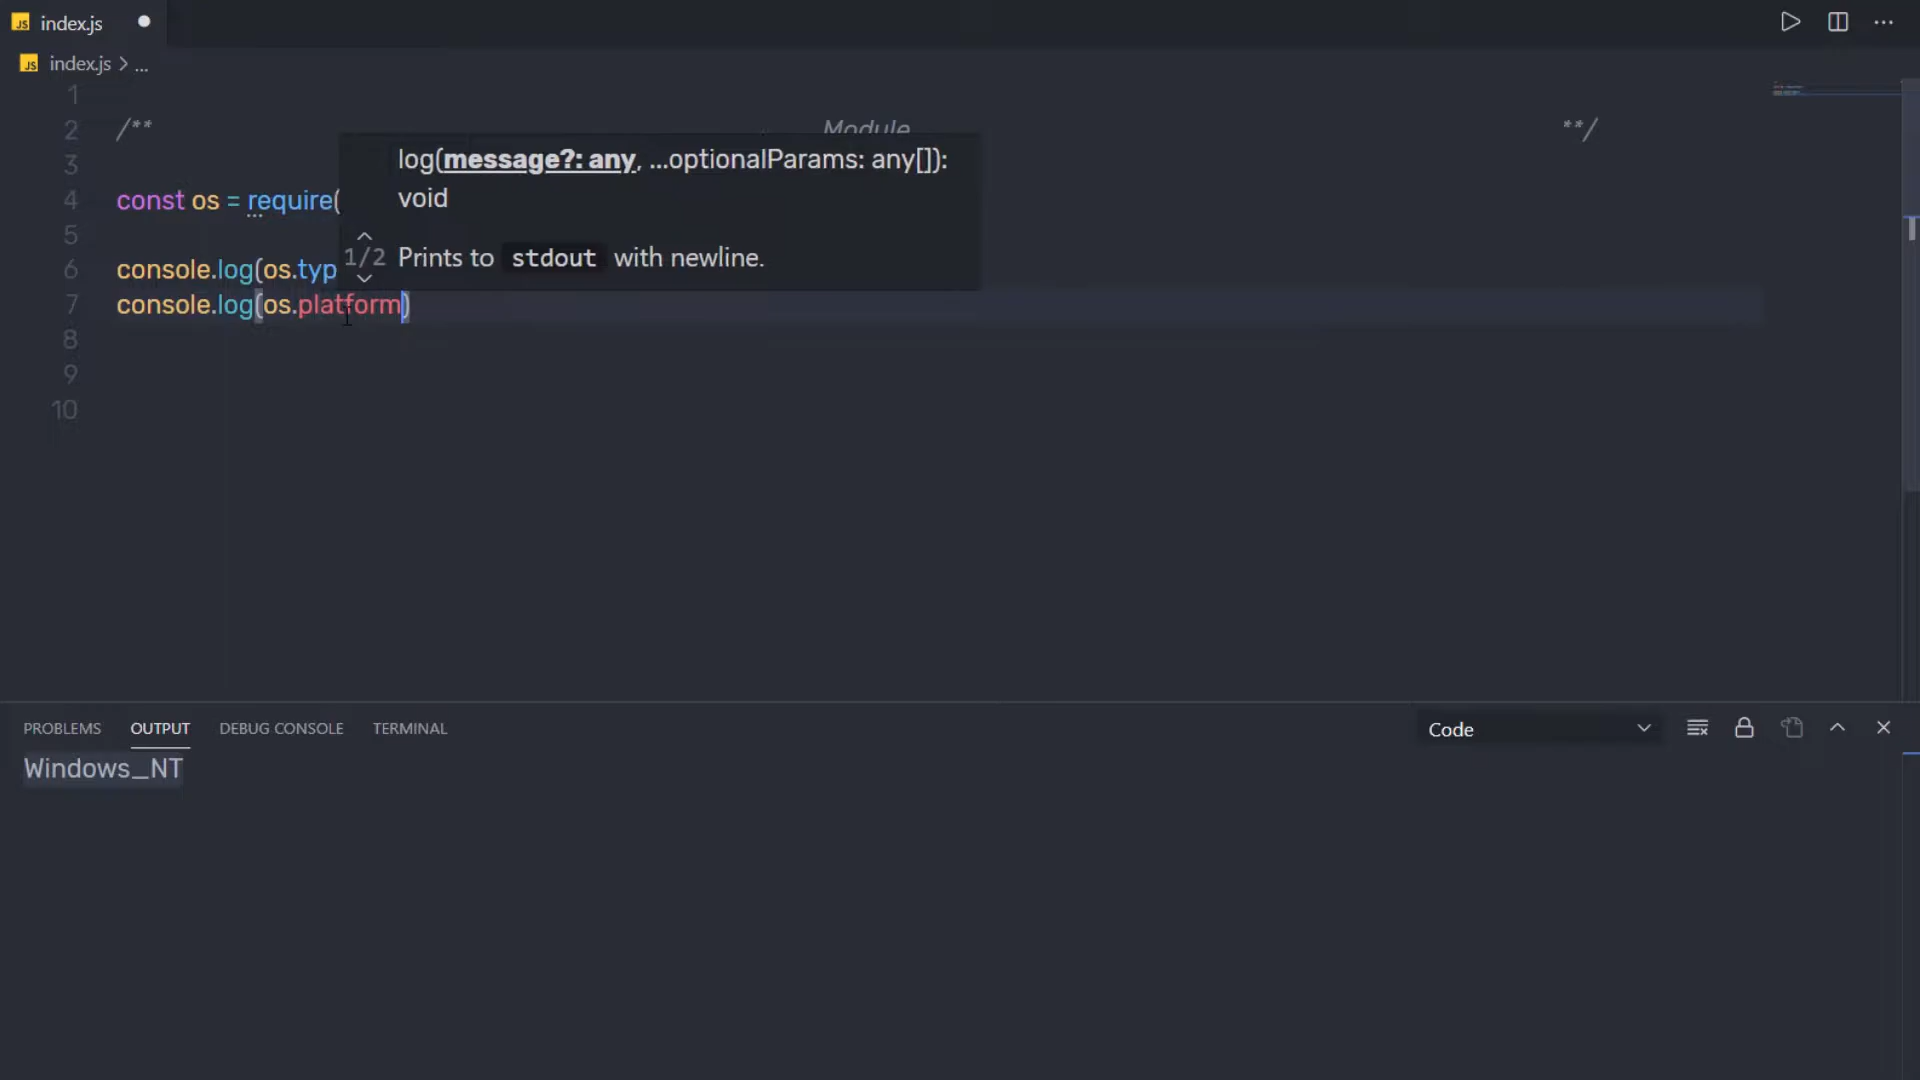 JS index.js
JS index.js > ...
1
2 /** Module **/
3
4 const os = require(
5
6 console.log(os.typ
7 console.log(os.platform)
8
9
10
log(message?: any, ...optionalParams: any[]):
void
1/2 Prints to stdout with newline.
PROBLEMS OUTPUT DEBUG CONSOLE TERMINAL Code
Windows_NT